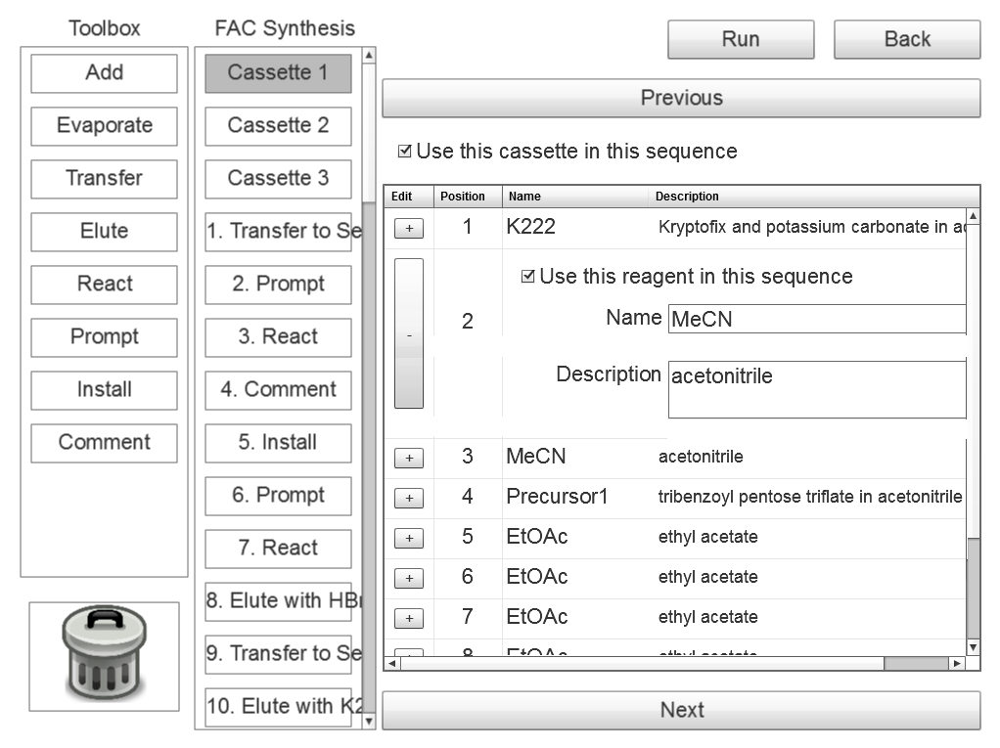 Toolbox
Add
Evaporate
Transfer
Elute
React
Prompt
Install
Comment
FAC Synthesis
Cassette 1
Cassette 2
Cassette 3
1. Transfer to Se
2. Prompt
3. React
4. Comment
5. Install
6. Prompt
7. React
8. Elute with HBr
9. Transfer to Se
10. Elute with K2
Run Back
Previous
Use this cassette in this sequence
Edit Position Name Description
+ 1 K222 Kryptofix and potassium carbonate in ac
Use this reagent in this sequence
- 2 Name MeCN
Description acetonitrile
+ 3 MeCN acetonitrile
+ 4 Precursor1 tribenzoyl pentose triflate in acetonitrile
+ 5 EtOAc ethyl acetate
+ 6 EtOAc ethyl acetate
+ 7 EtOAc ethyl acetate
+ 8 EtOAc ethyl acetate
Next